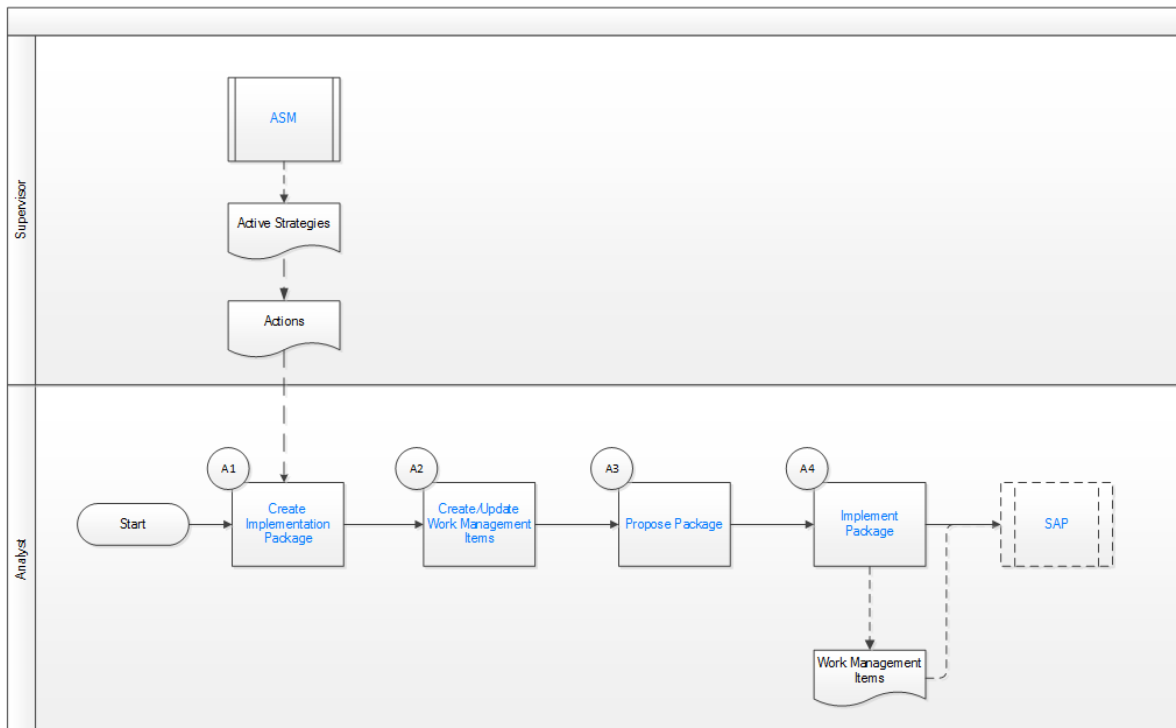 Supervisor
ASM
Active Strategies
Actions
Analyst
Start
A1
Create
Implementation
Package
A2
Create/Update
Work Management
Items
A3
Propose Package
A4
Implement
Package
SAP
Work Management
Items